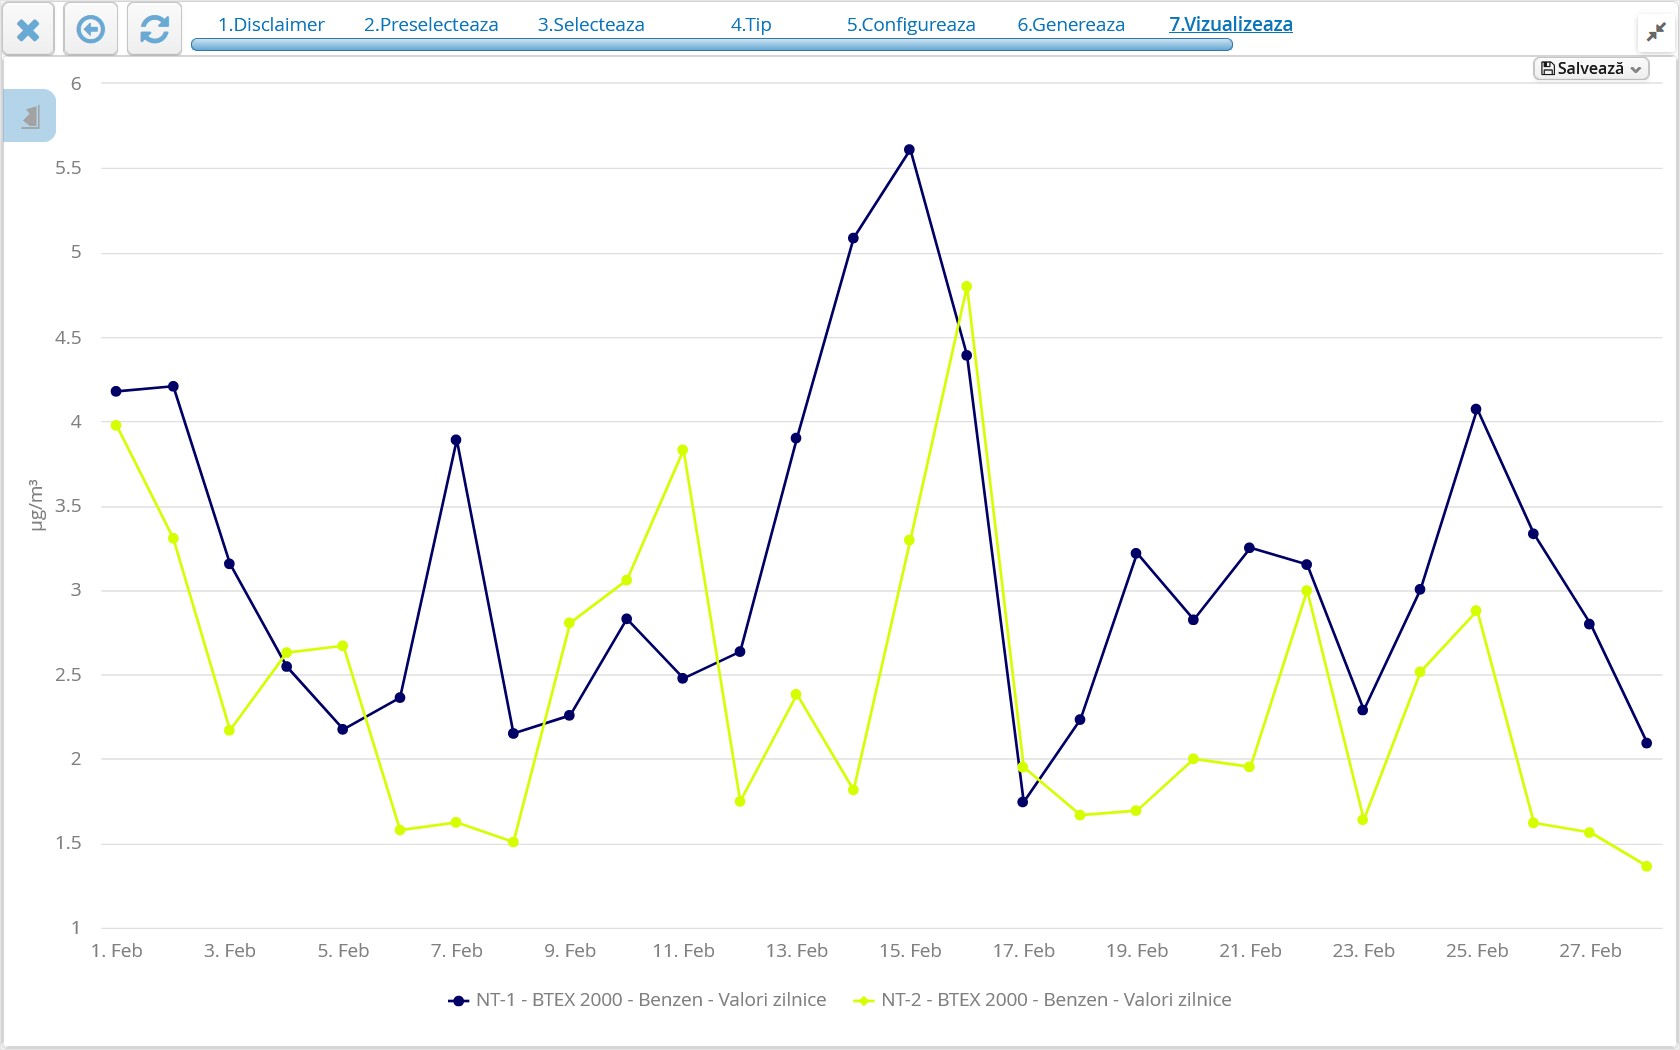 1.Disclaimer 2.Preselecteaza 3.Selecteaza 4.Tip 5.Configureaza 6.Genereaza 7.Vizualizeaza
Salvează
6
5.5
5
4.5
4
3.5
3
2.5
2
1.5
1
µg/m³
1. Feb 3. Feb 5. Feb 7. Feb 9. Feb 11. Feb 13. Feb 15. Feb 17. Feb 19. Feb 21. Feb 23. Feb 25. Feb 27. Feb
NT-1 - BTEX 2000 - Benzen - Valori zilnice NT-2 - BTEX 2000 - Benzen - Valori zilnice